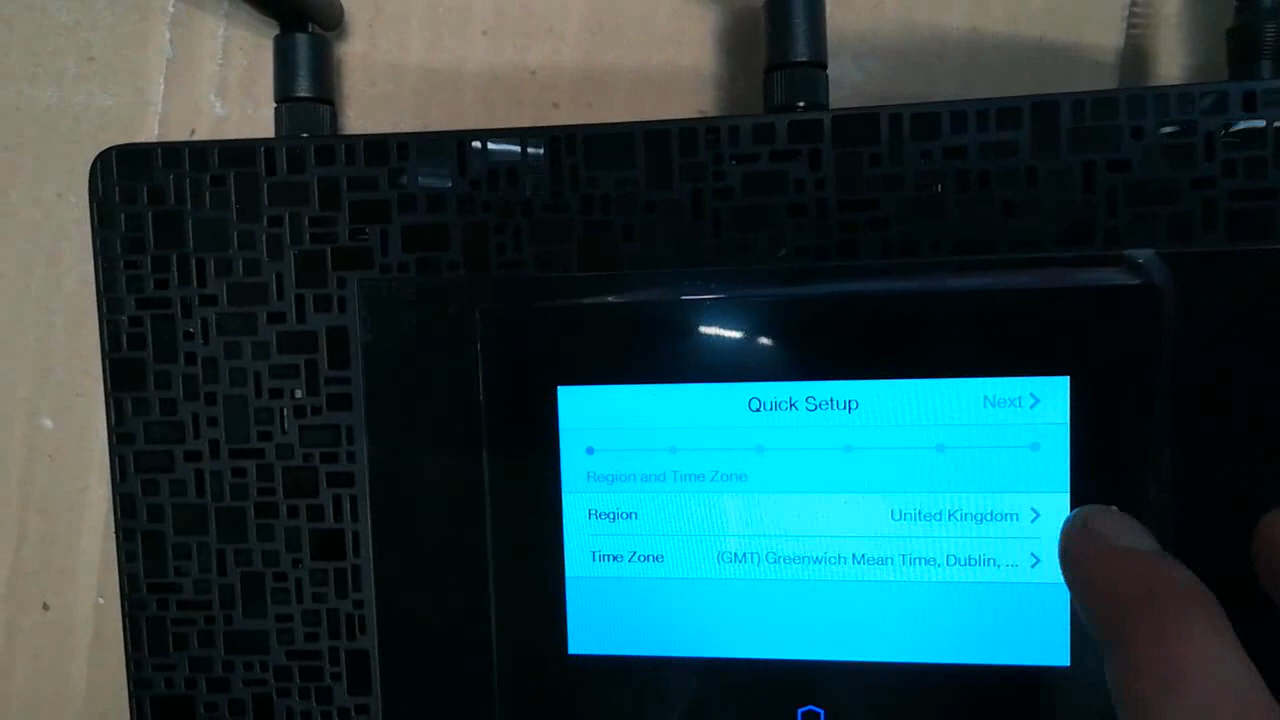 Quick Setup Next
Region and Time Zone
Region United Kingdom
Time Zone (GMT) Greenwich Mean Time, Dublin, ...